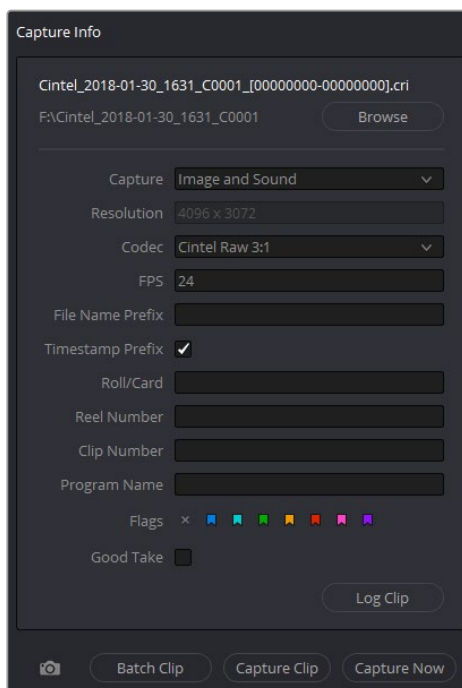 Capture Info
Cintel_2018-01-30_1631_C0001_[00000000-00000000].cri
F:\Cintel_2018-01-30_1631_C0001 Browse
Capture Image and Sound
Resolution 4096 x 3072
Codec Cintel Raw 3:1
FPS 24
File Name Prefix
Timestamp Prefix
Roll/Card
Reel Number
Clip Number
Program Name
Flags
Good Take
Log Clip
Batch Clip Capture Clip Capture Now